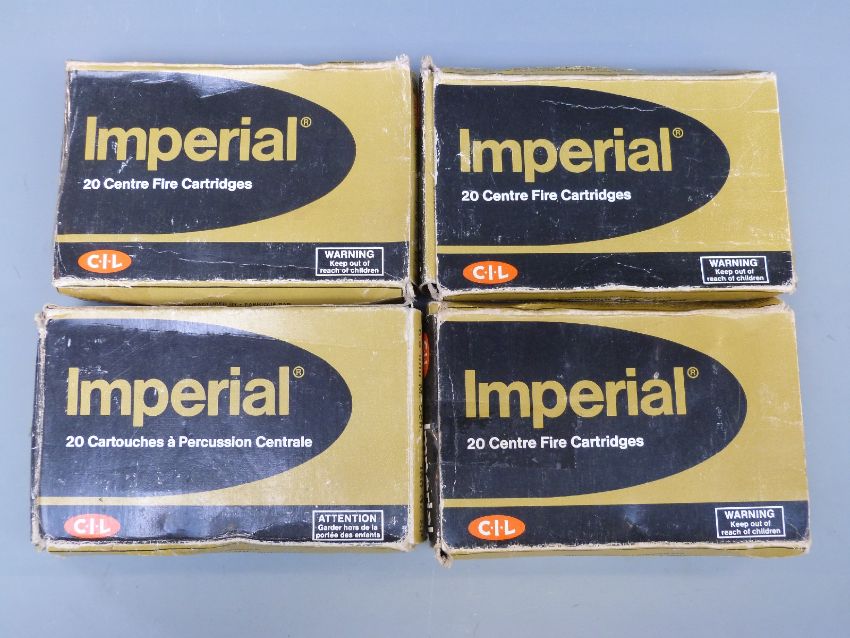 Imperial®
20 Centre Fire Cartridges
C·I·L
WARNING
Keep out of
reach of children
Imperial®
20 Centre Fire Cartridges
C·I·L
WARNING
Keep out of
reach of children
Imperial®
20 Cartouches à Percussion Centrale
C·I·L
ATTENTION
Garder hors de la
portée des enfants
Imperial®
20 Centre Fire Cartridges
C·I·L
WARNING
Keep out of
reach of children